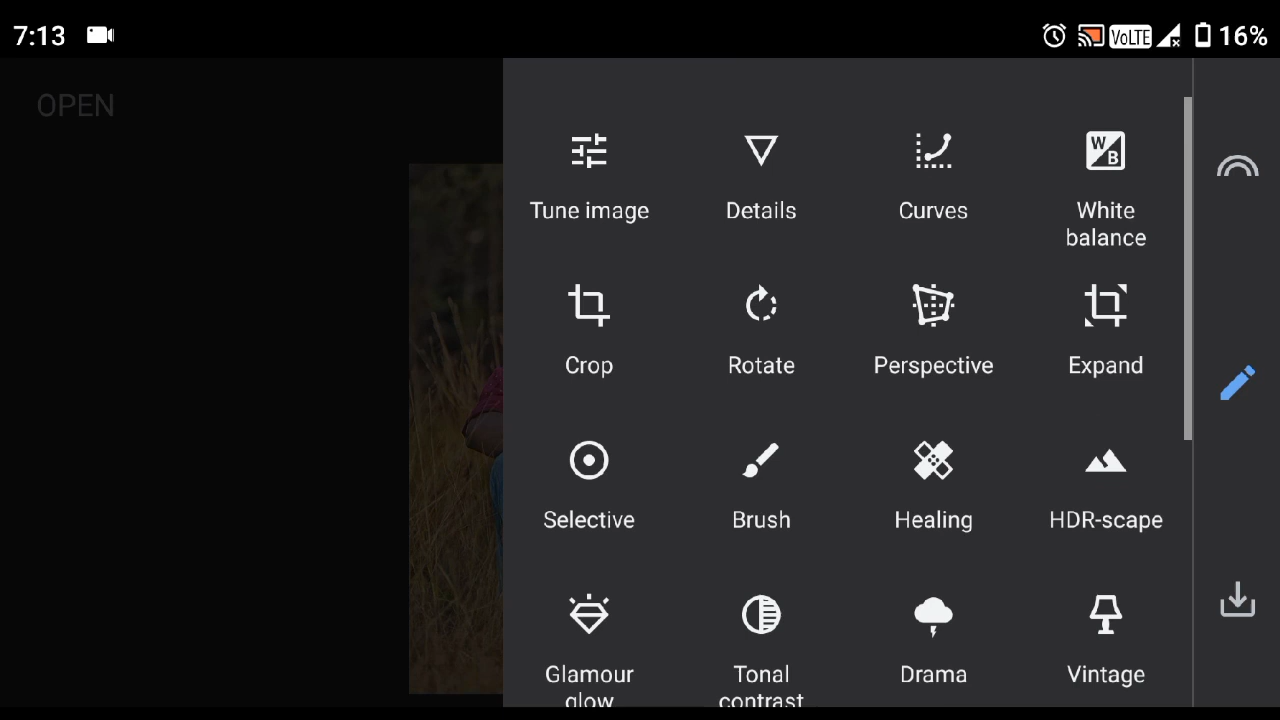 7:13 VoLTE 16%
OPEN
Tune image Details Curves White
balance
Crop Rotate Perspective Expand
Selective Brush Healing HDR-scape
Glamour Tonal Drama Vintage
glow contrast
W
B